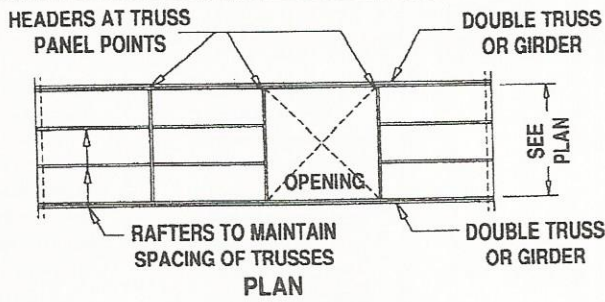 HEADERS AT TRUSS
PANEL POINTS
DOUBLE TRUSS
OR GIRDER
SEE
PLAN
OPENING
RAFTERS TO MAINTAIN
SPACING OF TRUSSES
DOUBLE TRUSS
OR GIRDER
PLAN